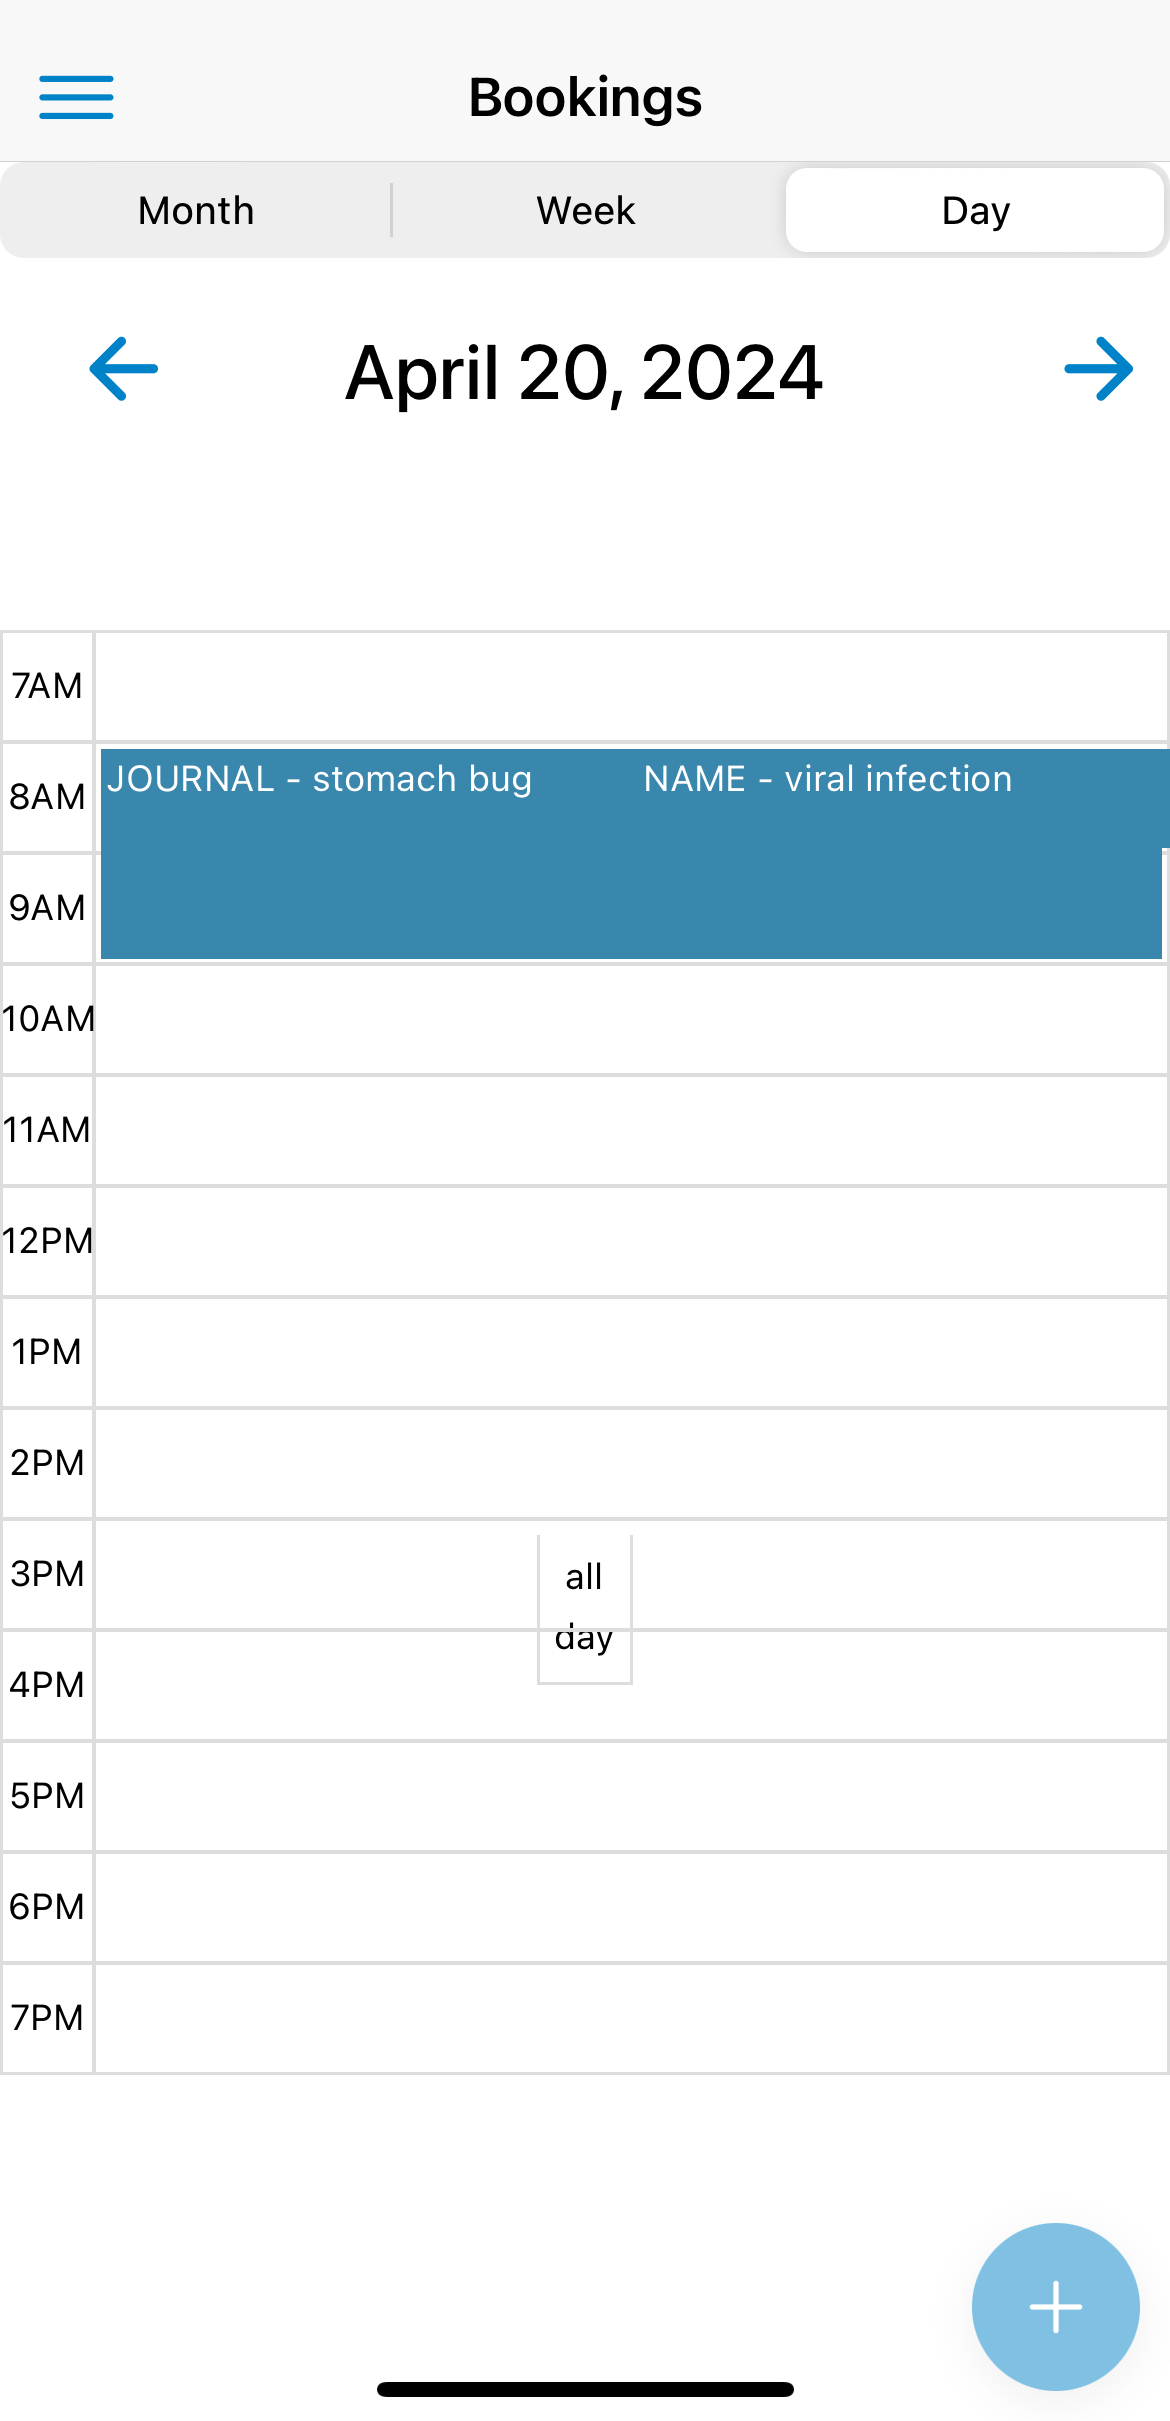 Bookings
Month Week Day
April 20, 2024
7AM
8AM JOURNAL - stomach bug NAME - viral infection
9AM
10AM
11AM
12PM
1PM
2PM
3PM
all
day
4PM
5PM
6PM
7PM